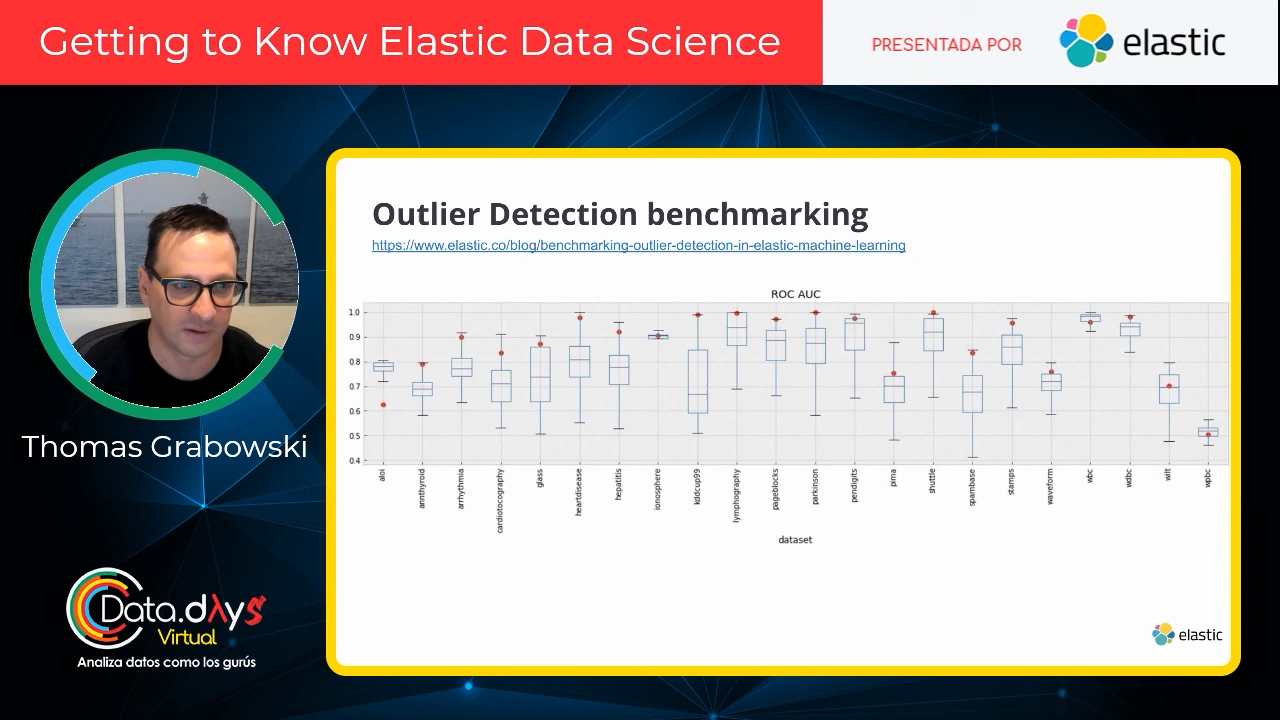 Getting to Know Elastic Data Science
PRESENTADA POR
elastic
Outlier Detection benchmarking
https://www.elastic.co/blog/benchmarking-outlier-detection-in-elastic-machine-learning
ROC AUC
1.0
0.9
0.8
0.7
0.6
0.5
0.4
aloi
annthyroid
arrhythmia
cardiotocography
glass
heartdisease
hepatitis
ionosphere
kddcup99
lymphography
pageblocks
parkinson
pendigits
pima
shuttle
spambase
stamps
waveform
wbc
wdbc
wilt
wpbc
dataset
elastic
Thomas Grabowski
Data.dλys
Virtual
Analiza datos como los gurús